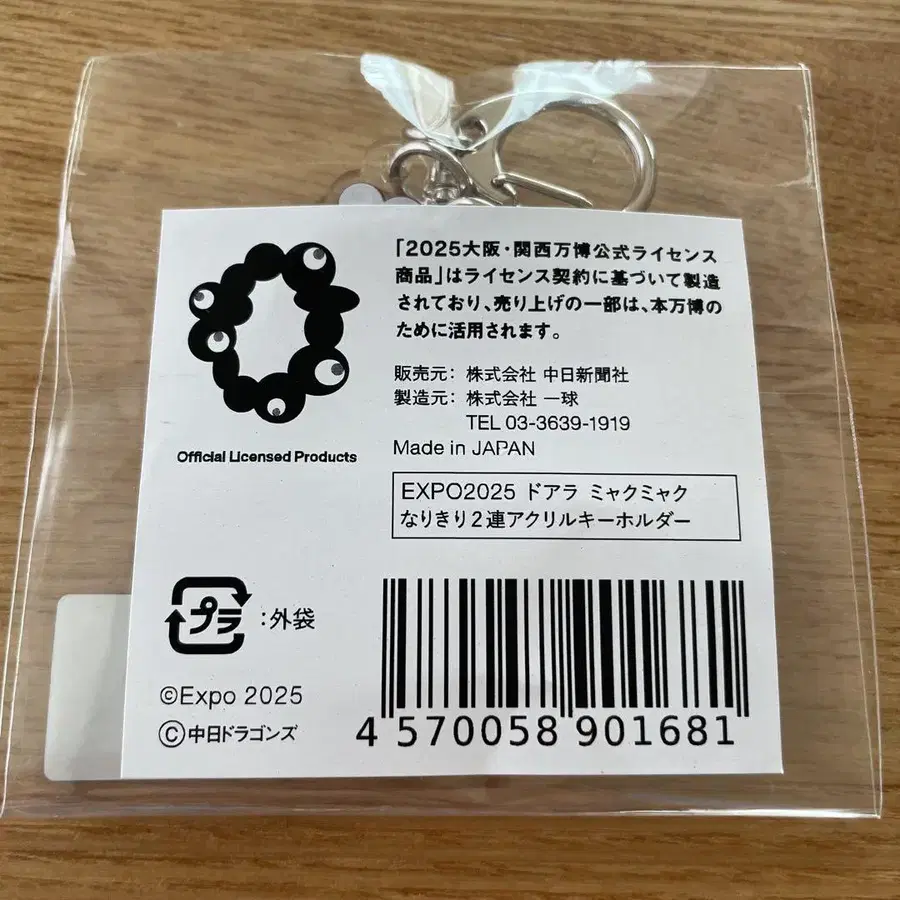 「2025大阪・関西万博公式ライセンス
商品」はライセンス契約に基づいて製造
されており、売り上げの一部は、本万博の
ために活用されます。
販売元: 株式会社 中日新聞社
製造元: 株式会社 一球
TEL 03-3639-1919
Made in JAPAN
Official Licensed Products
EXPO2025 ドアラ ミャクミャク
なりきり2連アクリルキーホルダー
プラ :外袋
©Expo 2025
©中日ドラゴンズ
4 570058 901681